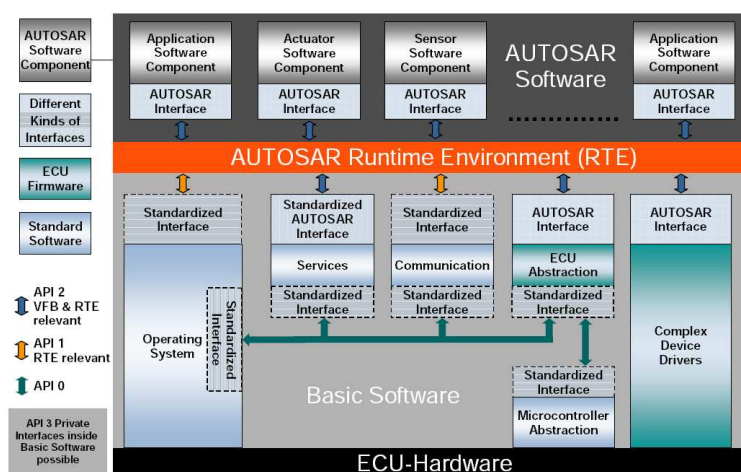 AUTOSAR
Software
Component
Different
Kinds of
Interfaces
ECU
Firmware
Standard
Software
API 2
VFB & RTE
relevant
API 1
RTE relevant
API 0
API 3 Private
Interfaces inside
Basic Software
possible
Application
Software
Component
AUTOSAR
Interface
Actuator
Software
Component
AUTOSAR
Interface
Sensor
Software
Component
AUTOSAR
Interface
AUTOSAR
Software
Application
Software
Component
AUTOSAR
Interface
AUTOSAR Runtime Environment (RTE)
Standardized
Interface
Operating
System
Standardized
Interface
Standardized
AUTOSAR
Interface
Services
Standardized
Interface
Standardized
Interface
Communication
Standardized
Interface
AUTOSAR
Interface
ECU
Abstraction
Standardized
Interface
Standardized
Interface
Microcontroller
Abstraction
AUTOSAR
Interface
Complex
Device
Drivers
Basic Software
ECU-Hardware